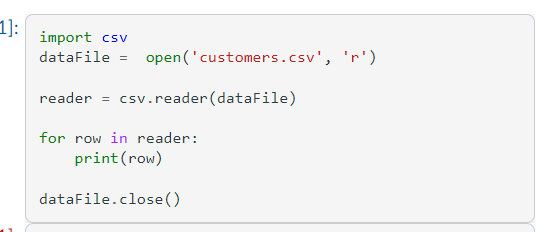 1]:
import csv
dataFile =  open('customers.csv', 'r')
reader = csv.reader(dataFile)
for row in reader:
    print(row)
dataFile.close()